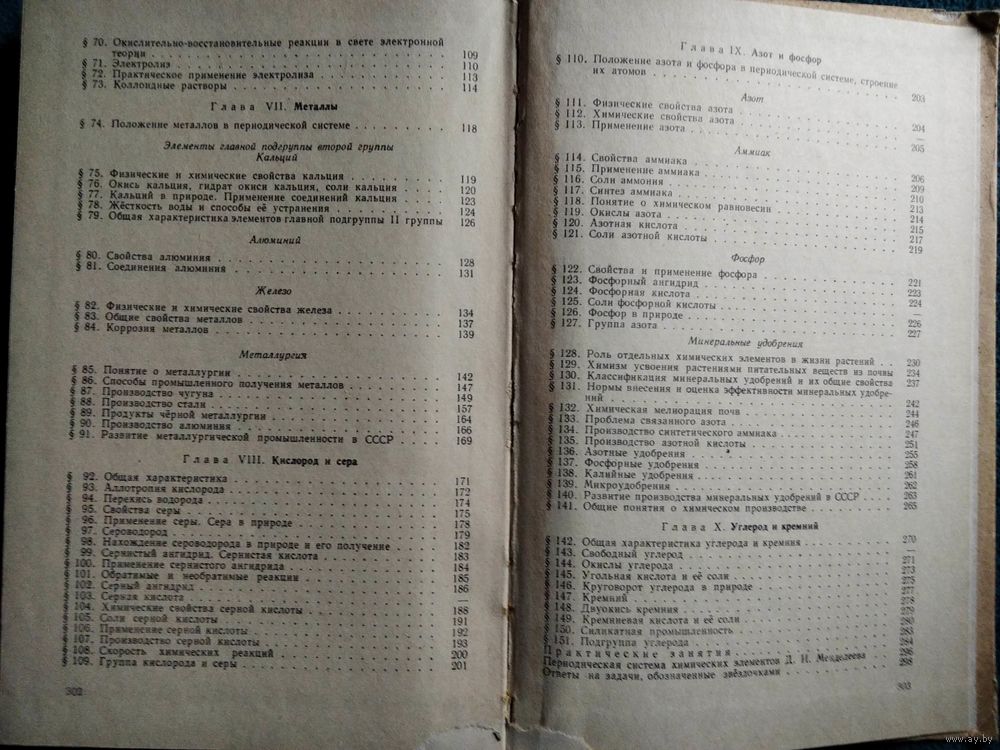 § 70. Окислительно-восстановительные реакции в свете электронной
теории . . . 109
§ 71. Электролиз . . . 110
§ 72. Практическое применение электролиза . . . 113
§ 73. Коллоидные растворы . . . 114
Глава VII. Металлы
§ 74. Положение металлов в периодической системе . . . 118
Элементы главной подгруппы второй группы
Кальций
§ 75. Физические и химические свойства кальция . . . 119
§ 76. Окись кальция, гидрат окиси кальция, соли кальция . . . 120
§ 77. Кальций в природе. Применение соединений кальция . . . 123
§ 78. Жёсткость воды и способы её устранения . . . 124
§ 79. Общая характеристика элементов главной подгруппы II группы 126
Алюминий
§ 80. Свойства алюминия . . . 128
§ 81. Соединения алюминия . . . 131
Железо
§ 82. Физические и химические свойства железа . . . 134
§ 83. Общие свойства металлов . . . 137
§ 84. Коррозия металлов . . . 139
Металлургия
§ 85. Понятие о металлургии . . . 142
§ 86. Способы промышленного получения металлов . . . 147
§ 87. Производство чугуна . . . 149
§ 88. Производство стали . . . 157
§ 89. Продукты чёрной металлургии . . . 164
§ 90. Производство алюминия . . . 166
§ 91. Развитие металлургической промышленности в СССР . . . 169
Глава VIII. Кислород и сера
§ 92. Общая характеристика . . . 171
§ 93. Аллотропия кислорода . . . 172
§ 94. Перекись водорода . . . 174
§ 95. Свойства серы . . . 175
§ 96. Применение серы. Сера в природе . . . 178
§ 97. Сероводород . . . 179
§ 98. Нахождение сероводорода в природе и его получение . . . 182
§ 99. Сернистый ангидрид. Сернистая кислота . . . 183
§ 100. Применение сернистого ангидрида . . . 184
§ 101. Обратимые и необратимые реакции . . . 185
§ 102. Серный ангидрид . . . 186
§ 103. Серная кислота . . . —
§ 104. Химические свойства серной кислоты . . . 188
§ 105. Соли серной кислоты . . . 191
§ 106. Применение серной кислоты . . . 192
§ 107. Производство серной кислоты . . . 193
§ 108. Скорость химических реакций . . . 200
§ 109. Группа кислорода и серы . . . 201
302
Глава IX. Азот и фосфор
§ 110. Положение азота и фосфора в периодической системе, строение
их атомов . . . 203
Азот
§ 111. Физические свойства азота . . . —
§ 112. Химические свойства азота . . . 204
§ 113. Применение азота . . . 205
Аммиак
§ 114. Свойства аммиака . . . 206
§ 115. Применение аммиака . . . 209
§ 116. Соли аммония . . . 210
§ 117. Синтез аммиака . . . 213
§ 118. Понятие о химическом равновесии . . . 214
§ 119. Окислы азота . . . 215
§ 120. Азотная кислота . . . 217
§ 121. Соли азотной кислоты . . . 219
Фосфор
§ 122. Свойства и применение фосфора . . . 221
§ 123. Фосфорный ангидрид . . . 223
§ 124. Фосфорная кислота . . . 224
§ 125. Соли фосфорной кислоты . . . —
§ 126. Фосфор в природе . . . 226
§ 127. Группа азота . . . 227
Минеральные удобрения
§ 128. Роль отдельных химических элементов в жизни растений . . 230
§ 129. Химизм усвоения растениями питательных веществ из почвы 234
§ 130. Классификация минеральных удобрений и их общие свойства 237
§ 131. Нормы внесения и оценка эффективности минеральных удобре-
ний . . . 242
§ 132. Химическая мелиорация почв . . . 244
§ 133. Проблема связанного азота . . . 246
§ 134. Производство синтетического аммиака . . . 247
§ 135. Производство азотной кислоты . . . 251
§ 136. Азотные удобрения . . . 255
§ 137. Фосфорные удобрения . . . 258
§ 138. Калийные удобрения . . . 261
§ 139. Микроудобрения . . . 262
§ 140. Развитие производства минеральных удобрений в СССР . . . 263
§ 141. Общие понятия о химическом производстве . . . 265
Глава X. Углерод и кремний
§ 142. Общая характеристика углерода и кремния . . . 270
§ 143. Свободный углерод . . . —
§ 144. Окислы углерода . . . 271
§ 145. Угольная кислота и её соли . . . 273
§ 146. Круговорот углерода в природе . . . 275
§ 147. Кремний . . . 277
§ 148. Двуокись кремния . . . 278
§ 149. Кремниевая кислота и её соли . . . 279
§ 150. Силикатная промышленность . . . 280
§ 151. Подгруппа углерода . . . 283
Практические занятия . . . 284
Периодическая система химических элементов Д. И. Менделеева . . . 296
Ответы на задачи, обозначенные звёздочками . . . 298
303
www.ay.by